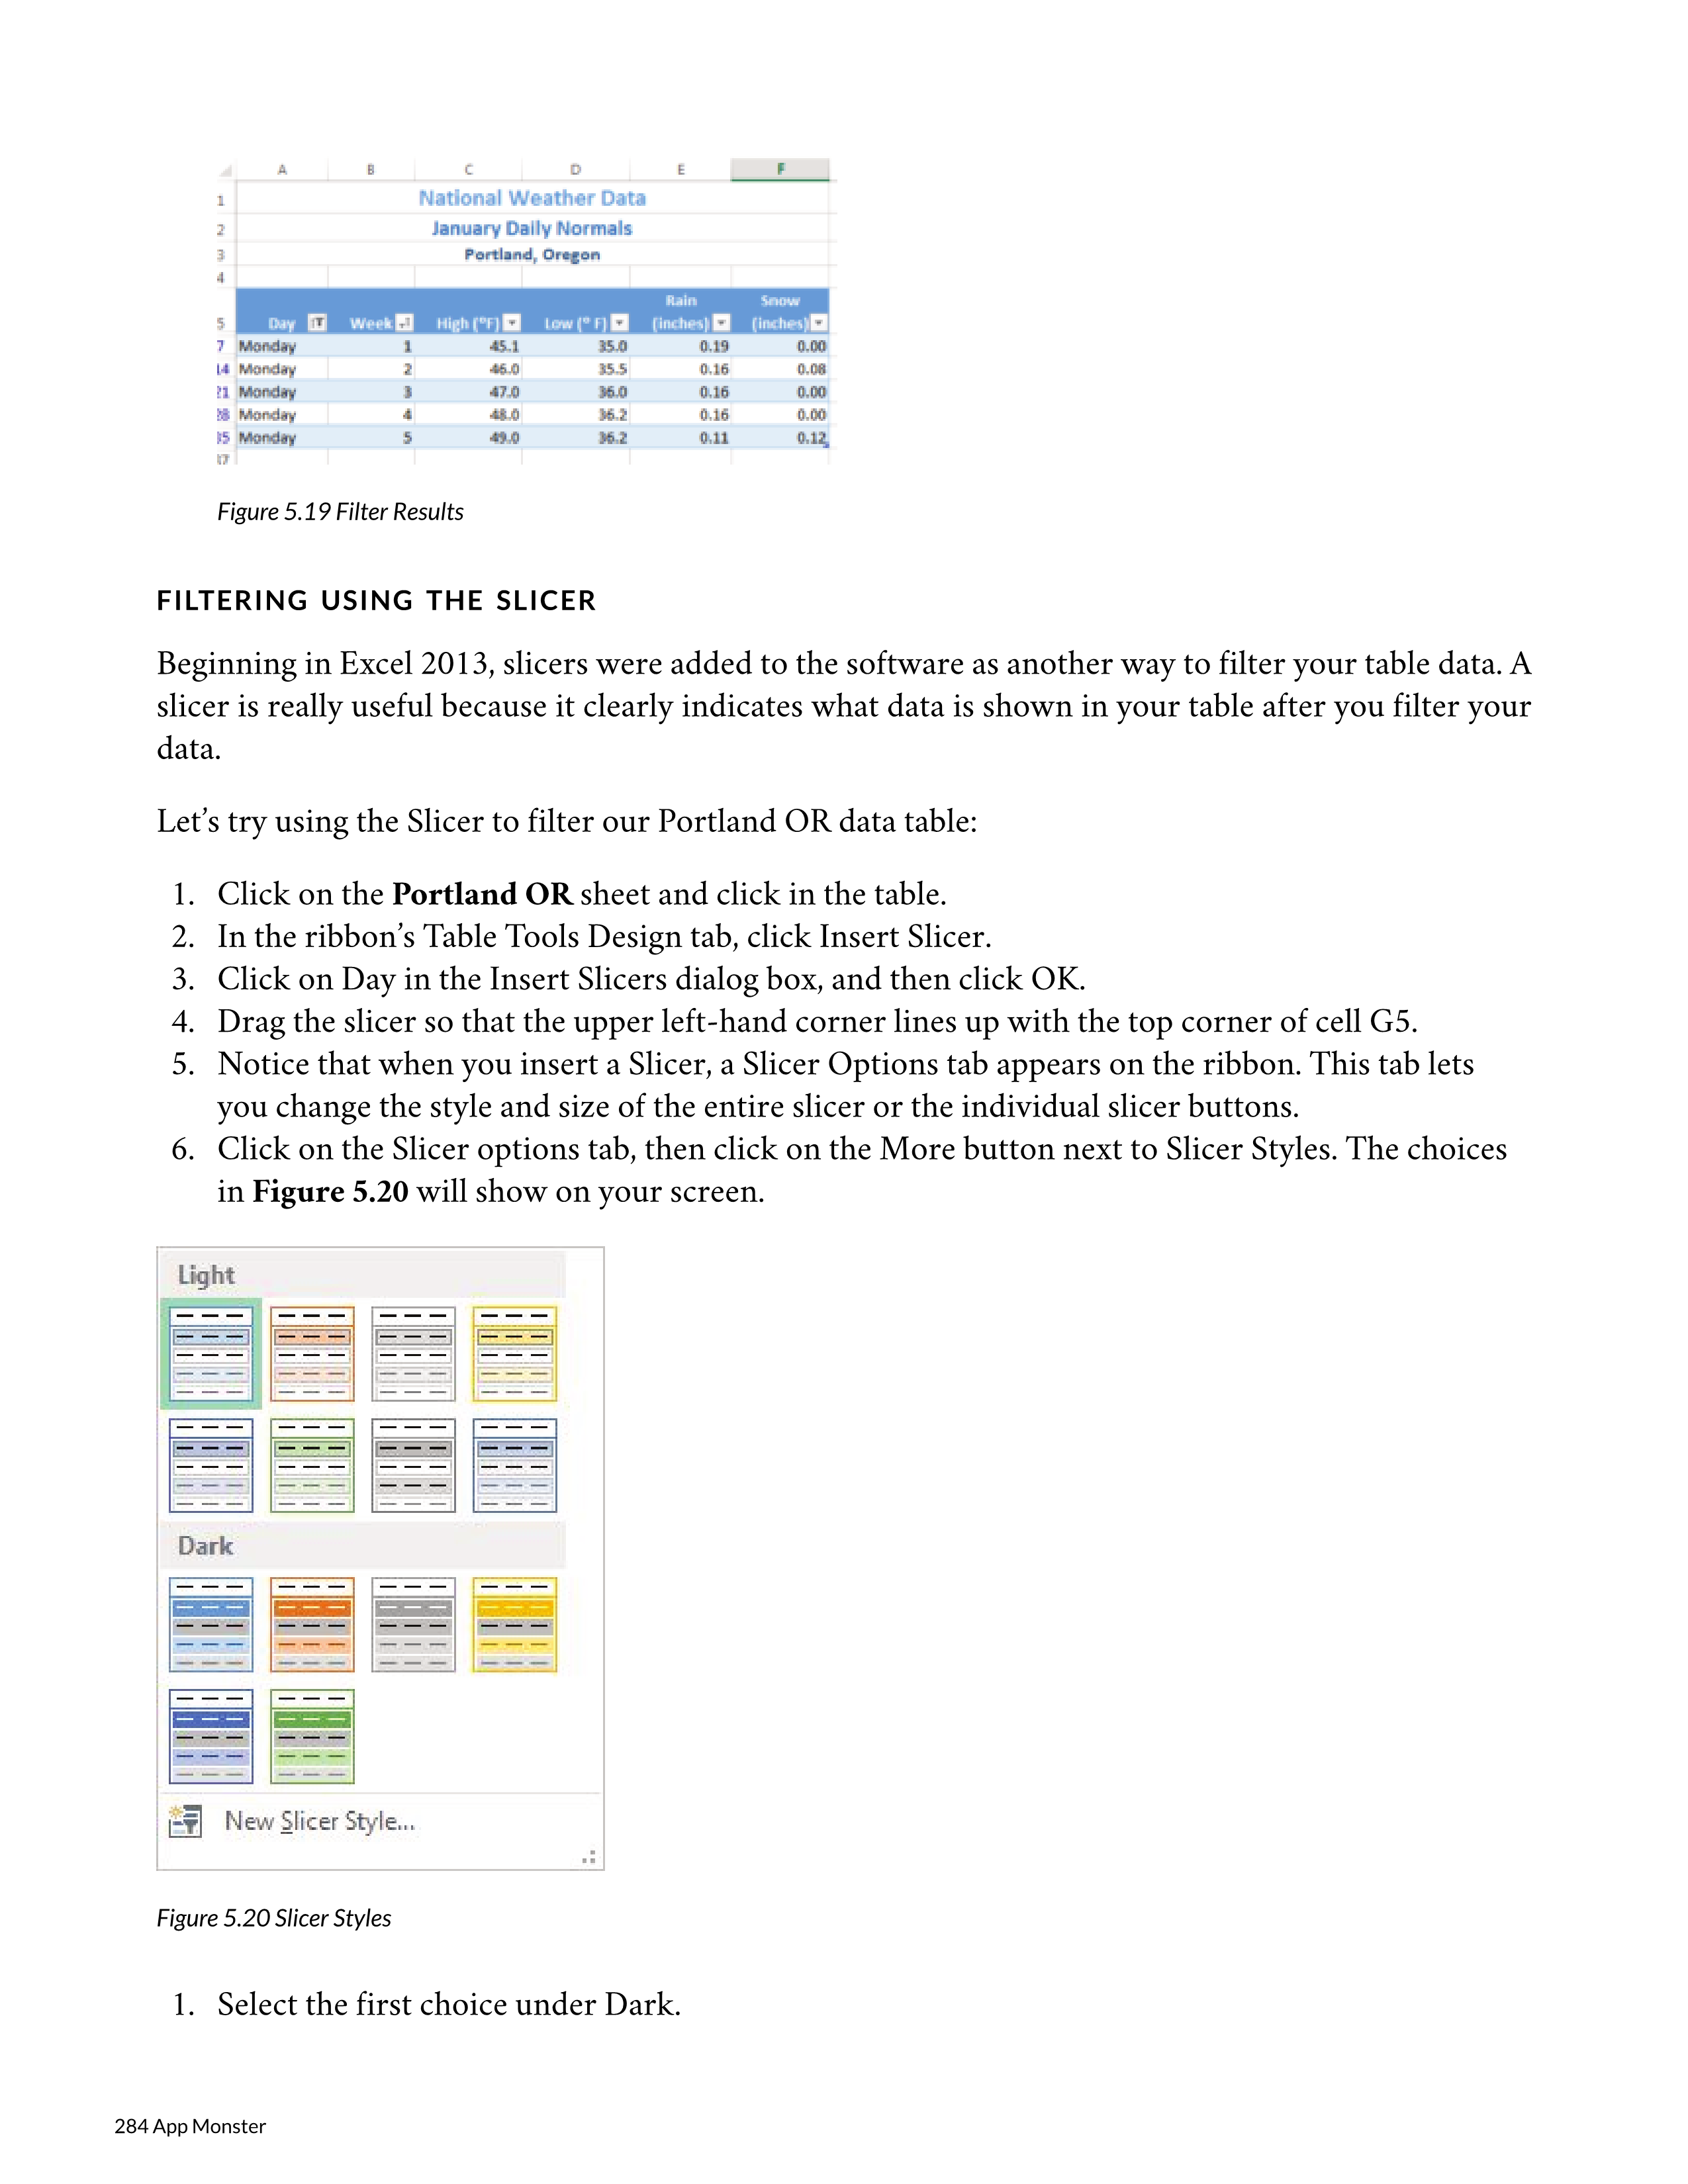 A B C D E F
1 National Weather Data
2 January Daily Normals
3 Portland, Oregon
4
Rain Snow
5 Day Week High (°F) Low (° F) (inches) (inches)
7 Monday 1 45.1 35.0 0.19 0.00
14 Monday 2 46.0 35.5 0.16 0.08
21 Monday 3 47.0 36.0 0.16 0.00
28 Monday 4 48.0 36.2 0.16 0.00
35 Monday 5 49.0 36.2 0.11 0.12
37
Figure 5.19 Filter Results
FILTERING USING THE SLICER
Beginning in Excel 2013, slicers were added to the software as another way to filter your table data. A
slicer is really useful because it clearly indicates what data is shown in your table after you filter your
data.
Let’s try using the Slicer to filter our Portland OR data table:
1. Click on the Portland OR sheet and click in the table.
2. In the ribbon’s Table Tools Design tab, click Insert Slicer.
3. Click on Day in the Insert Slicers dialog box, and then click OK.
4. Drag the slicer so that the upper left-hand corner lines up with the top corner of cell G5.
5. Notice that when you insert a Slicer, a Slicer Options tab appears on the ribbon. This tab lets
you change the style and size of the entire slicer or the individual slicer buttons.
6. Click on the Slicer options tab, then click on the More button next to Slicer Styles. The choices
in Figure 5.20 will show on your screen.
Light
Dark
New Slicer Style...
Figure 5.20 Slicer Styles
1. Select the first choice under Dark.
284 App Monster